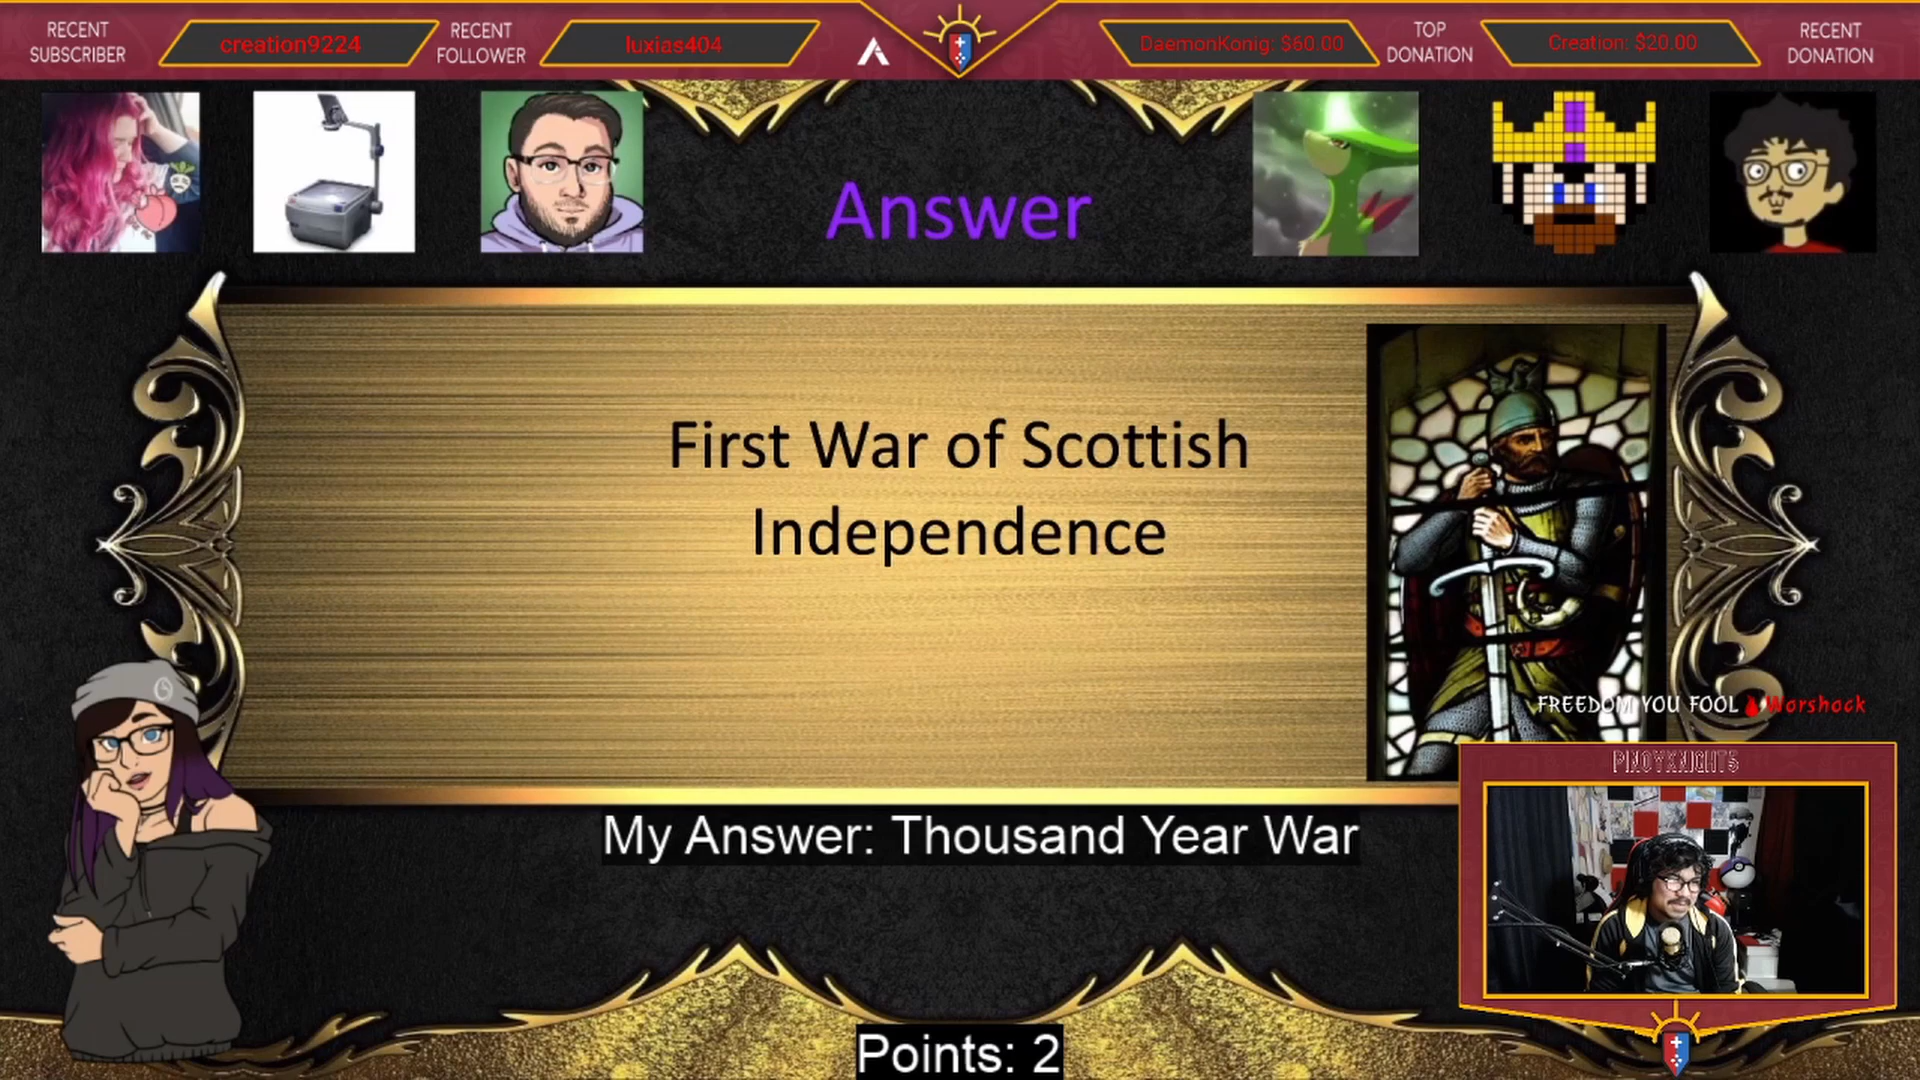 RECENT
SUBSCRIBER
creation9224
RECENT
FOLLOWER
luxias404
DaemonKonig: $60.00
TOP
DONATION
Creation: $20.00
RECENT
DONATION
Answer
First War of Scottish
Independence
FREEDOM YOU FOOL Worshack
PINOYKNIGHTS
My Answer: Thousand Year War
Points: 2